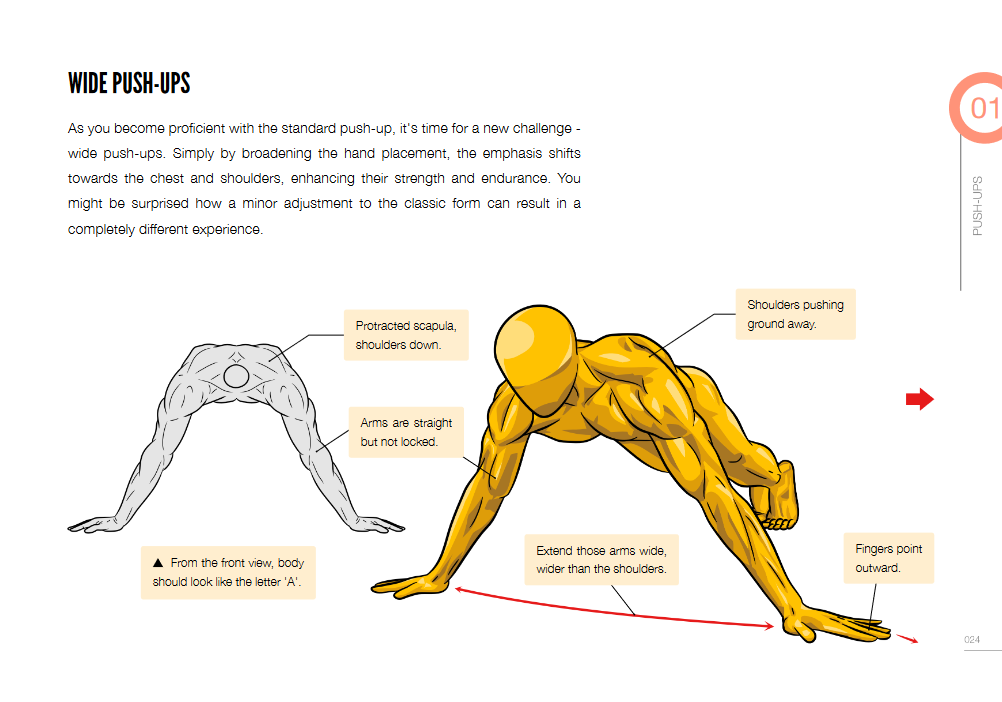 WIDE PUSH-UPS
As you become proficient with the standard push-up, it's time for a new challenge -
wide push-ups. Simply by broadening the hand placement, the emphasis shifts
towards the chest and shoulders, enhancing their strength and endurance. You
might be surprised how a minor adjustment to the classic form can result in a
completely different experience.
01
PUSH-UPS
Shoulders pushing
ground away.
Protracted scapula,
shoulders down.
Arms are straight
but not locked.
Extend those arms wide,
wider than the shoulders.
Fingers point
outward.
▲ From the front view, body
should look like the letter 'A'.
024